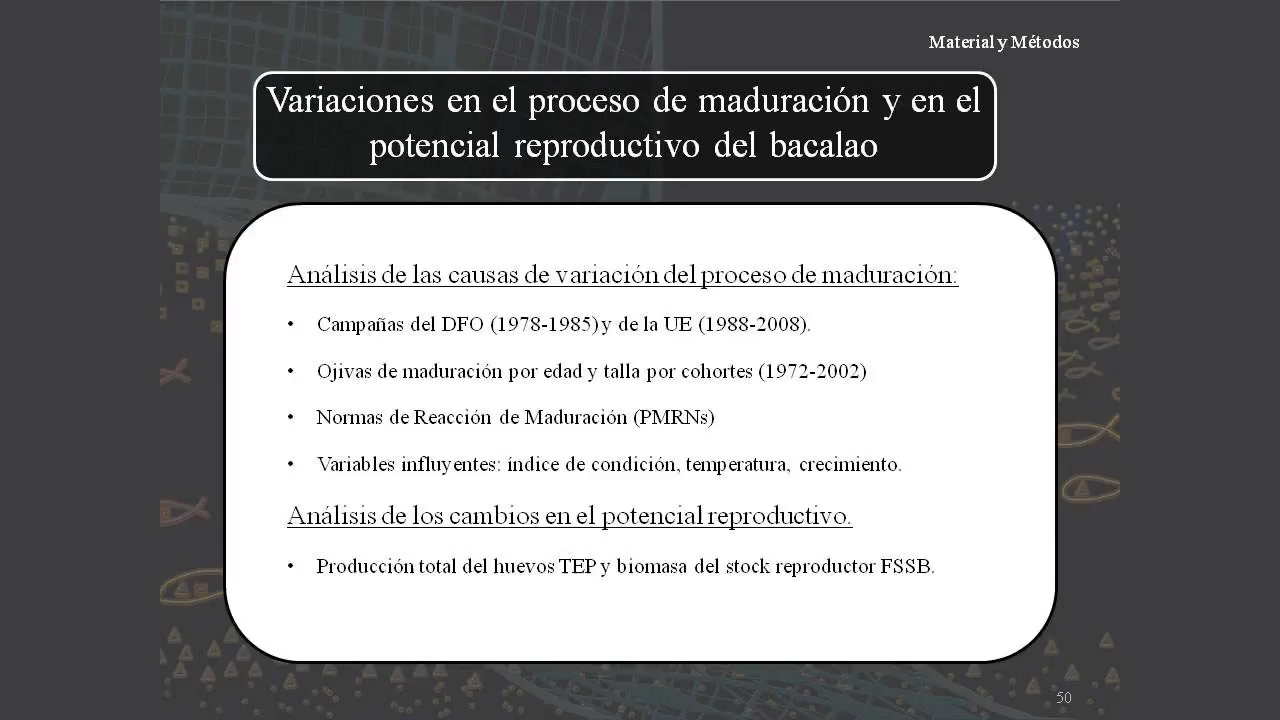 Material y Métodos
Variaciones en el proceso de maduración y en el
potencial reproductivo del bacalao
Análisis de las causas de variación del proceso de maduración:
• Campañas del DFO (1978-1985) y de la UE (1988-2008).
• Ojivas de maduración por edad y talla por cohortes (1972-2002)
• Normas de Reacción de Maduración (PMRNs)
• Variables influyentes: índice de condición, temperatura, crecimiento.
Análisis de los cambios en el potencial reproductivo.
• Producción total del huevos TEP y biomasa del stock reproductor FSSB.
50